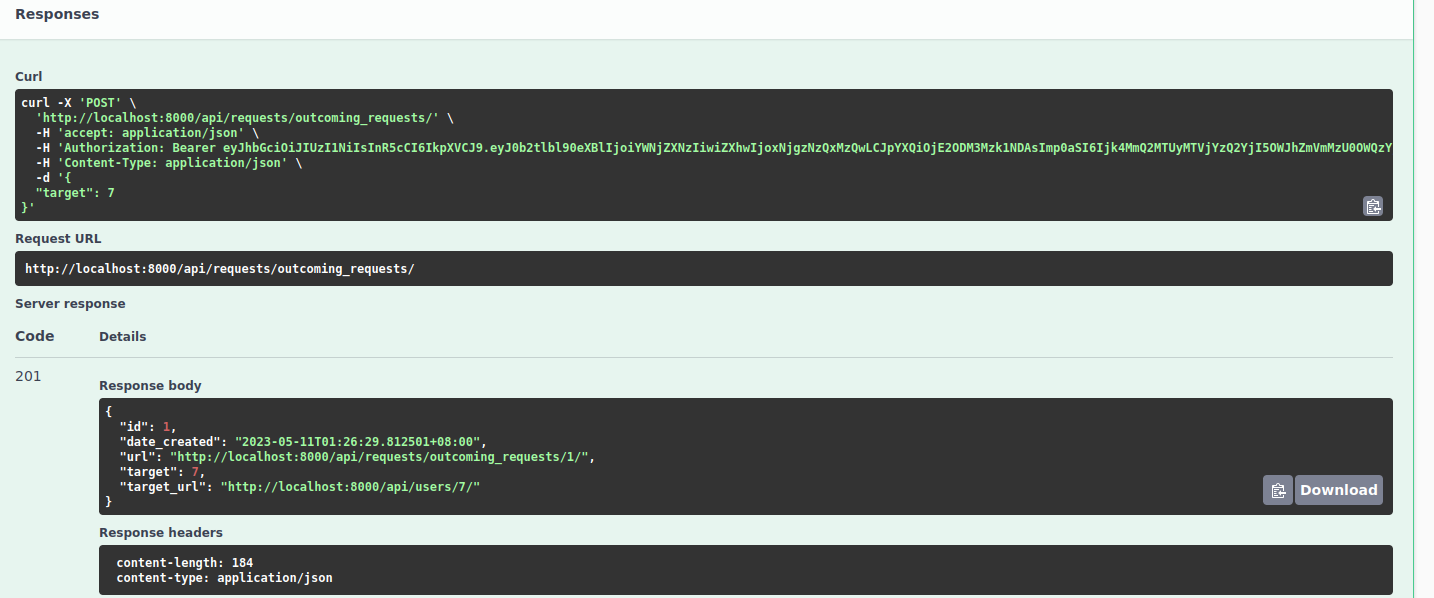 Responses
Curl
curl -X 'POST' \
'http://localhost:8000/api/requests/outcoming_requests/' \
-H 'accept: application/json' \
-H 'Authorization: Bearer eyJhbGciOiJIUzI1NiIsInR5cCI6IkpXVCJ9.eyJ0b2tlbl90eXBlIjoiYWNjZXNzIiwiZXhwIjoxNjgzNzQxMzQwLCJpYXQiOjE2ODM3Mzk1NDAsImp0aSI6Ijk4MmQ2MTUyMTVjYzQ2YjI5OWJhZmVmMzU0OWQzY
-H 'Content-Type: application/json' \
-d '{
"target": 7
}'
Request URL
http://localhost:8000/api/requests/outcoming_requests/
Server response
Code Details
201
Response body
{
"id": 1,
"date_created": "2023-05-11T01:26:29.812501+08:00",
"url": "http://localhost:8000/api/requests/outcoming_requests/1/",
"target": 7,
"target_url": "http://localhost:8000/api/users/7/"
}
Download
Response headers
content-length: 184
content-type: application/json